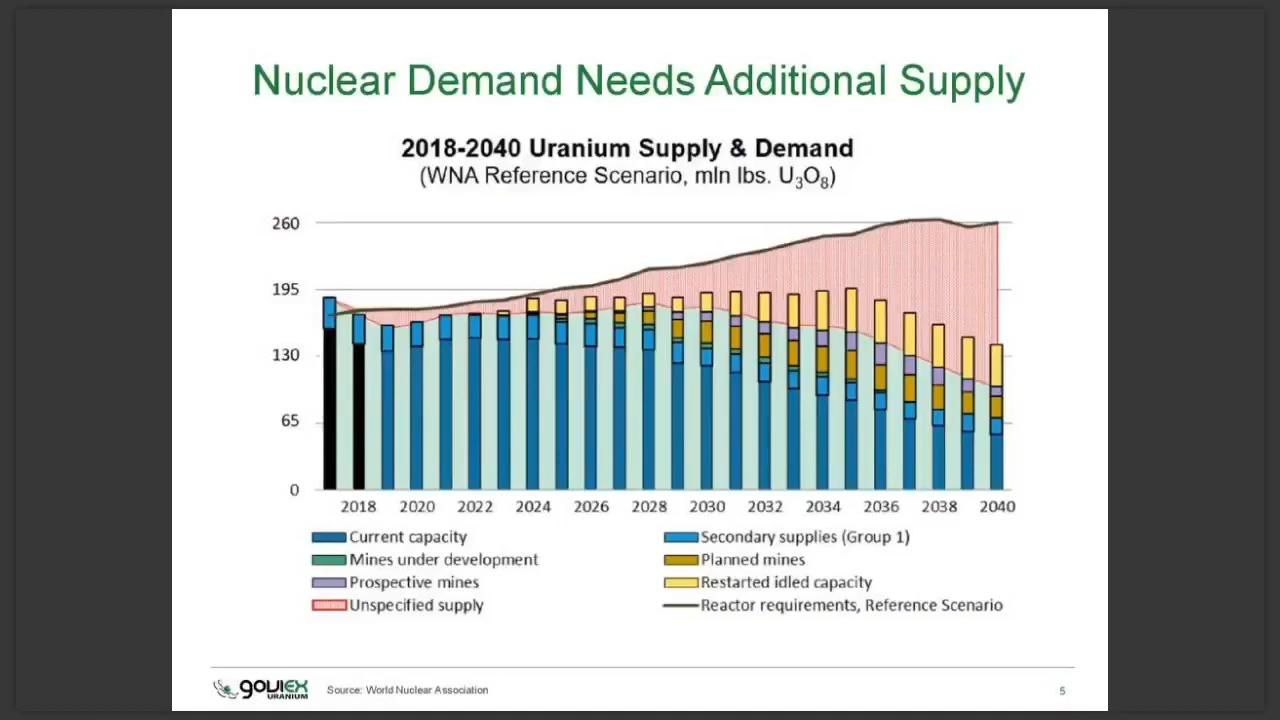 Nuclear Demand Needs Additional Supply
2018-2040 Uranium Supply & Demand
(WNA Reference Scenario, mln lbs. U₃O₈)
260
195
130
65
0
2018 2020 2022 2024 2026 2028 2030 2032 2034 2036 2038 2040
Current capacity
Secondary supplies (Group 1)
Mines under development
Planned mines
Prospective mines
Restarted idled capacity
Unspecified supply
Reactor requirements, Reference Scenario
goviex
URANIUM
Source: World Nuclear Association
5